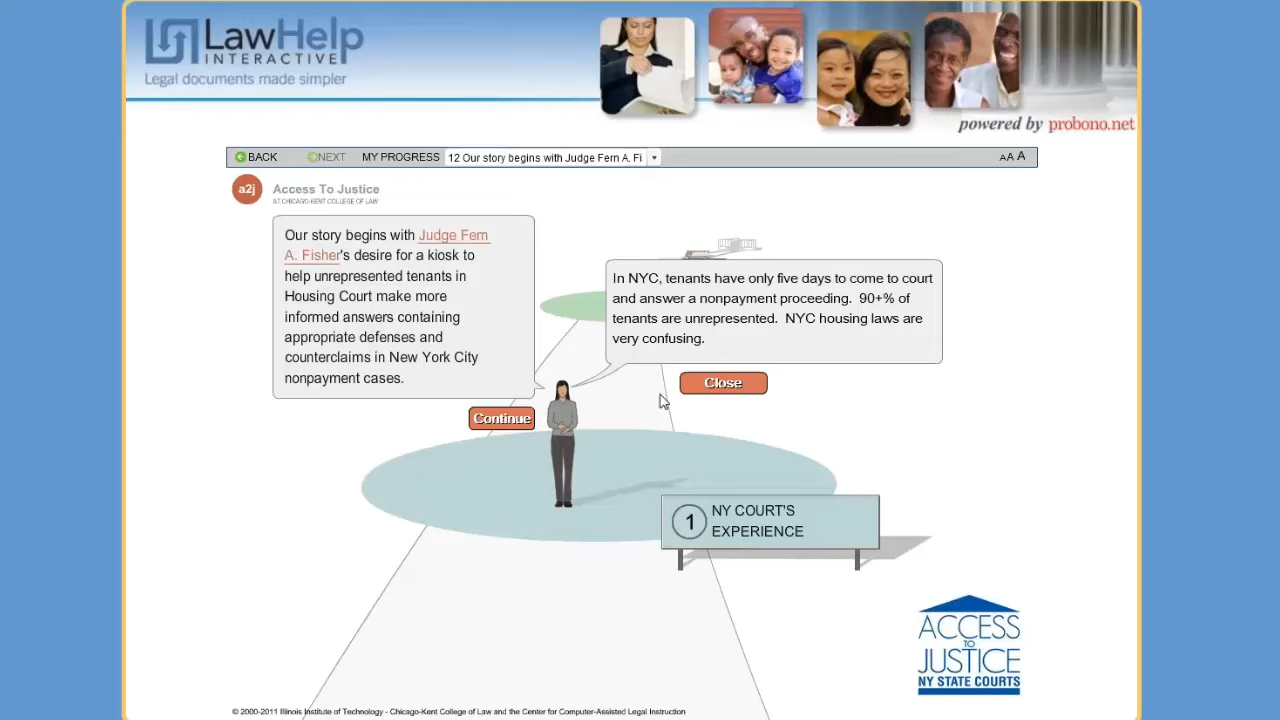 LawHelp
INTERACTIVE
Legal documents made simpler
powered by probono.net
BACK NEXT MY PROGRESS 12 Our story begins with Judge Fern A. Fi AA A
a2j Access To Justice
AT CHICAGO-KENT COLLEGE OF LAW
Our story begins with Judge Fern
A. Fisher's desire for a kiosk to
help unrepresented tenants in
Housing Court make more
informed answers containing
appropriate defenses and
counterclaims in New York City
nonpayment cases.
Continue
In NYC, tenants have only five days to come to court
and answer a nonpayment proceeding. 90+% of
tenants are unrepresented. NYC housing laws are
very confusing.
Close
1 NY COURT'S
EXPERIENCE
ACCESS
TO
JUSTICE
NY STATE COURTS
© 2000-2011 Illinois Institute of Technology - Chicago-Kent College of Law and the Center for Computer-Assisted Legal Instruction